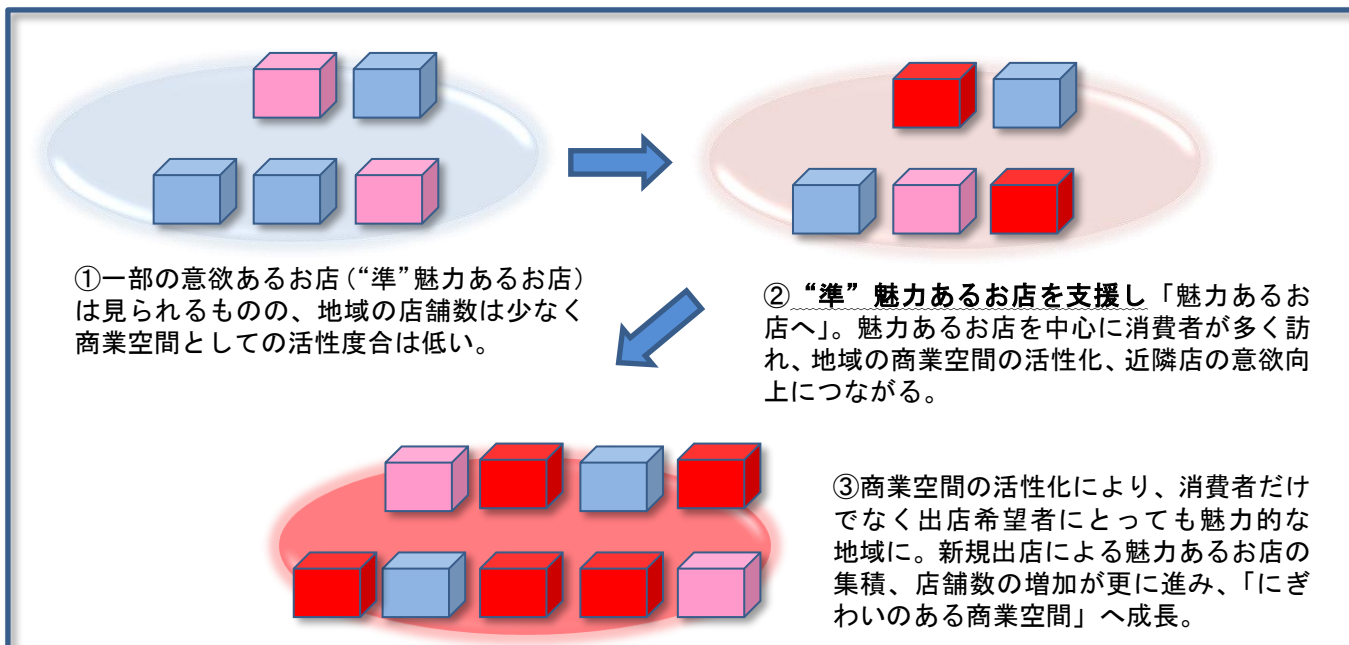 ①一部の意欲あるお店(“準”魅力あるお店)
は見られるものの、地域の店舗数は少なく
商業空間としての活性度合は低い。
②“準”魅力あるお店を支援し「魅力あるお
店へ」。魅力あるお店を中心に消費者が多く訪
れ、地域の商業空間の活性化、近隣店の意欲向
上につながる。
③商業空間の活性化により、消費者だけ
でなく出店希望者にとっても魅力的な
地域に。新規出店による魅力あるお店の
集積、店舗数の増加が更に進み、「にぎ
わいのある商業空間」へ成長。